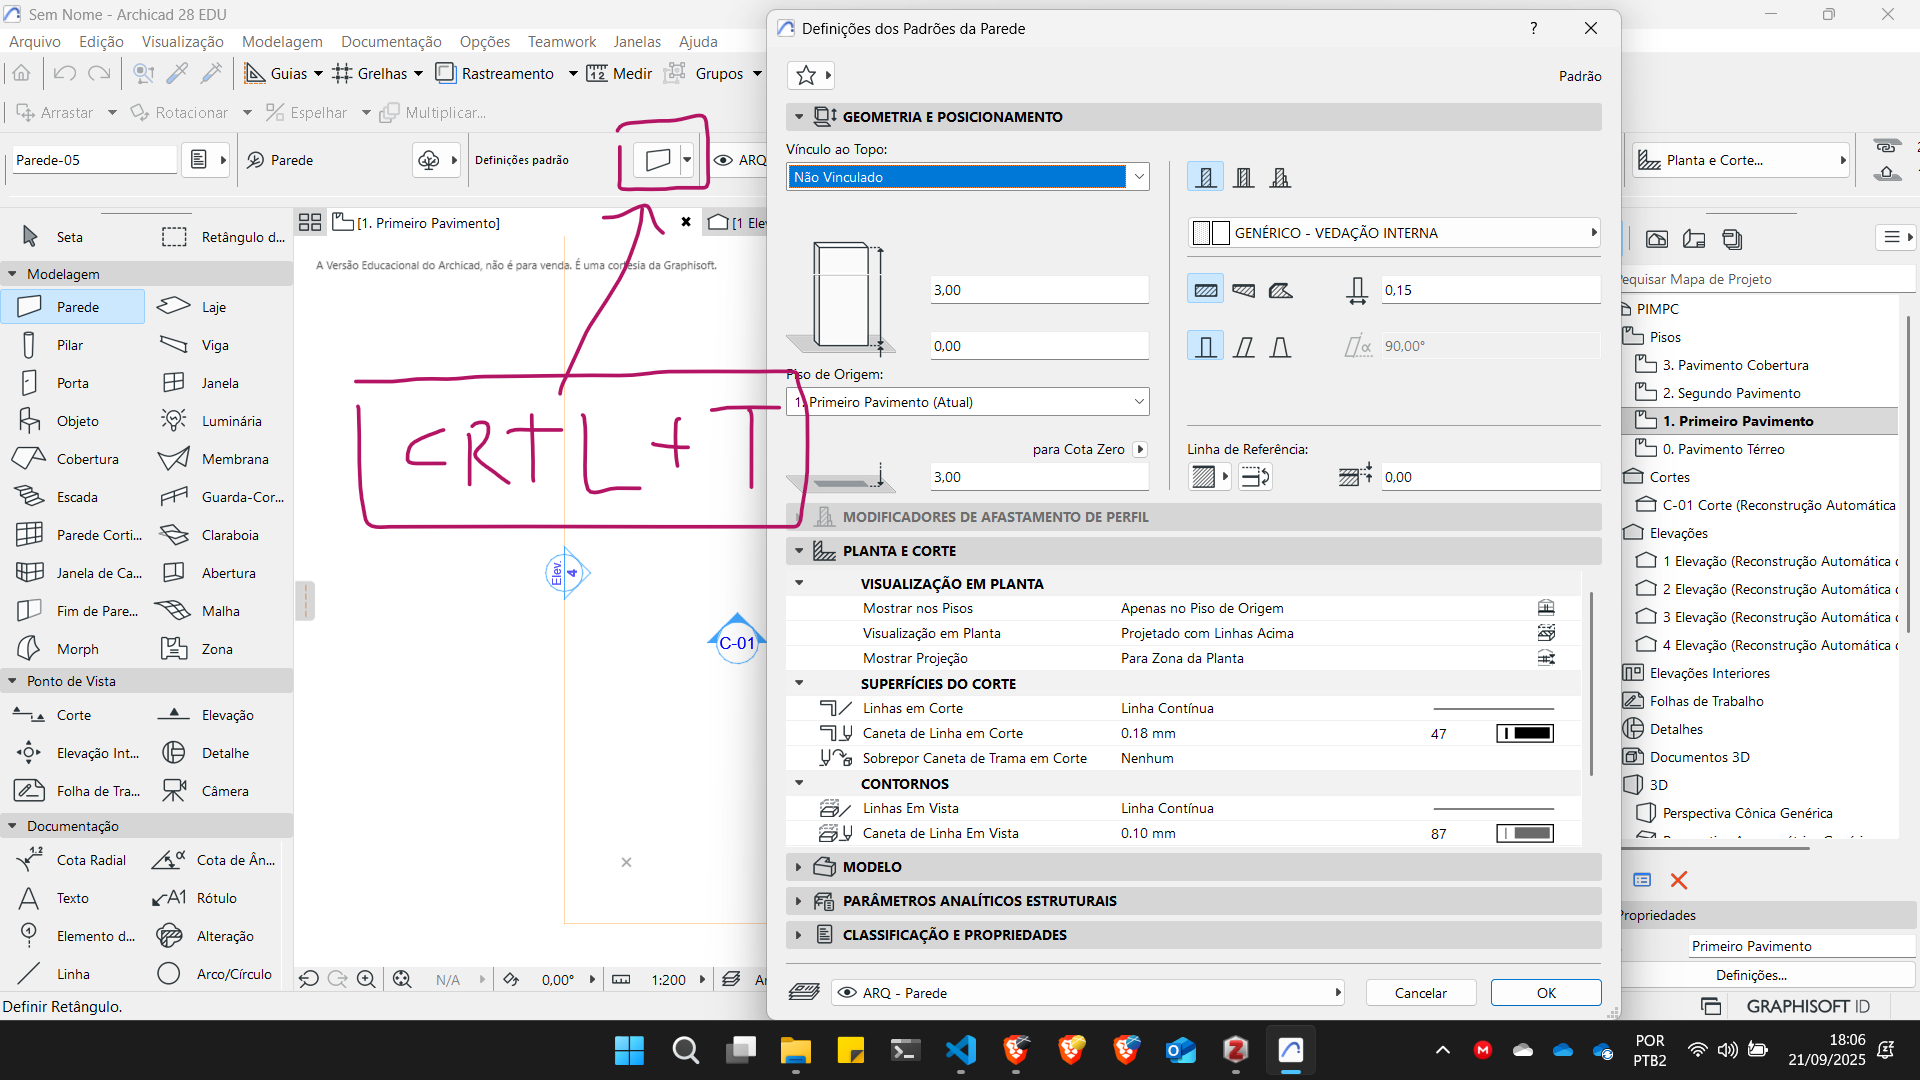 Sem Nome - Archicad 28 EDU
Arquivo Edição Visualização Modelagem Documentação Opções Teamwork Janelas Ajuda
Guias Grelhas Rastreamento Medir Grupos
Arrastar Rotacionar Espelhar Multiplicar...
Parede-05 Parede Definições padrão ARQ
Planta e Corte...
Seta Retângulo d...
Modelagem
Parede Laje
Pilar Viga
Porta Janela
Objeto Luminária
Cobertura Membrana
Escada Guarda-Cor...
Parede Corti... Claraboia
Janela de Ca... Abertura
Fim de Pare... Malha
Morph Zona
Ponto de Vista
Corte Elevação
Elevação Int... Detalhe
Folha de Tra... Câmera
Documentação
Cota Radial Cota de Ân...
Texto Rótulo
Elemento d... Alteração
Linha Arco/Círculo
Definir Retângulo.
[1. Primeiro Pavimento] [1 Ele
A Versão Educacional do Archicad, não é para venda. É uma cortesia da Graphisoft.
CRTL + T
Elev.
4
C-01
N/A 0,00° 1:200
Definições dos Padrões da Parede ?
Padrão
GEOMETRIA E POSICIONAMENTO
Vínculo ao Topo:
Não Vinculado
GENÉRICO - VEDAÇÃO INTERNA
3,00
0,15
0,00
90,00°
Piso de Origem:
1. Primeiro Pavimento (Atual)
para Cota Zero
Linha de Referência:
3,00
0,00
MODIFICADORES DE AFASTAMENTO DE PERFIL
PLANTA E CORTE
VISUALIZAÇÃO EM PLANTA
Mostrar nos Pisos Apenas no Piso de Origem
Visualização em Planta Projetado com Linhas Acima
Mostrar Projeção Para Zona da Planta
SUPERFÍCIES DO CORTE
Linhas em Corte Linha Contínua
Caneta de Linha em Corte 0.18 mm 47
Sobrepor Caneta de Trama em Corte Nenhum
CONTORNOS
Linhas Em Vista Linha Contínua
Caneta de Linha Em Vista 0.10 mm 87
MODELO
PARÂMETROS ANALÍTICOS ESTRUTURAIS
CLASSIFICAÇÃO E PROPRIEDADES
ARQ - Parede Cancelar OK
esquisar Mapa de Projeto
PIMPC
Pisos
3. Pavimento Cobertura
2. Segundo Pavimento
1. Primeiro Pavimento
0. Pavimento Térreo
Cortes
C-01 Corte (Reconstrução Automática
Elevações
1 Elevação (Reconstrução Automática
2 Elevação (Reconstrução Automática
3 Elevação (Reconstrução Automática
4 Elevação (Reconstrução Automática
Elevações Interiores
Folhas de Trabalho
Detalhes
Documentos 3D
3D
Perspectiva Cônica Genérica
Propriedades
Primeiro Pavimento
Definições...
GRAPHISOFT ID
POR
PTB2
18:06
21/09/2025